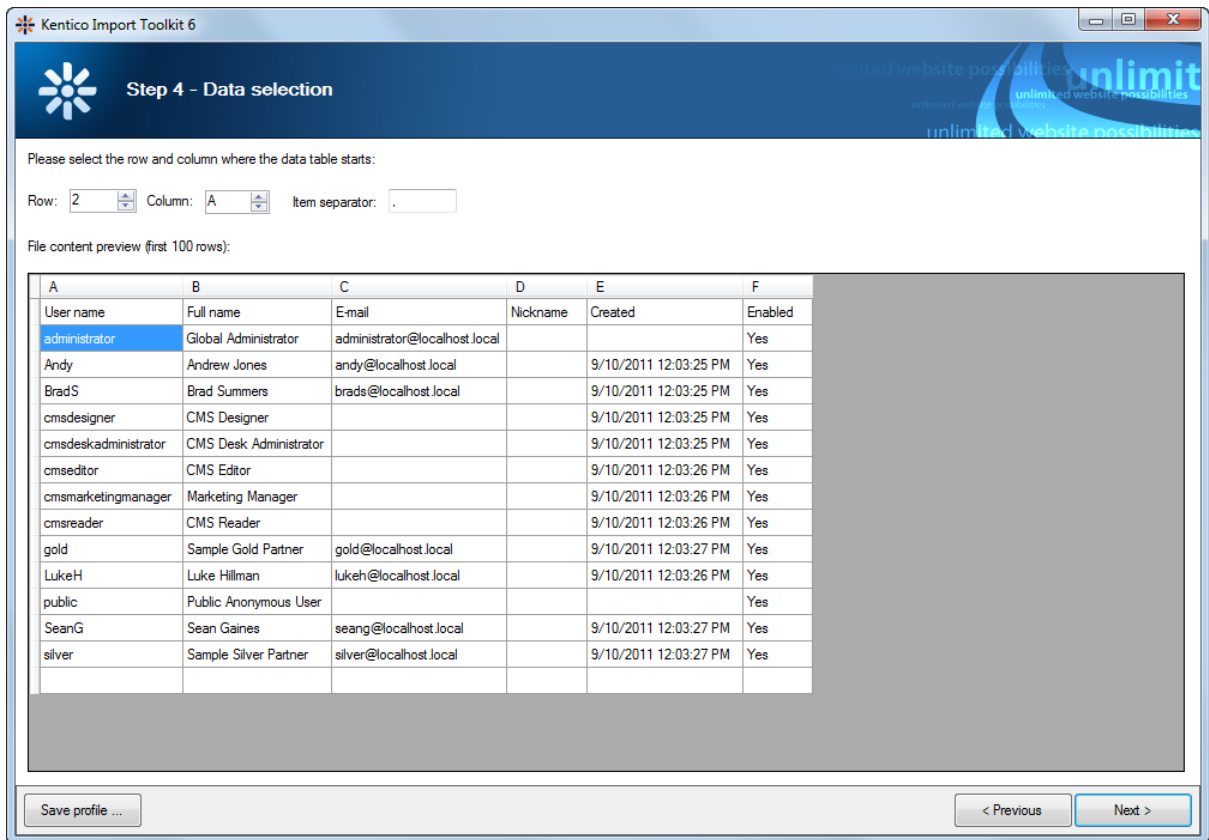 Kentico Import Toolkit 6
Step 4 - Data selection
limited website possibilities
unlimit
unlimited website possibilities
unlimited website possibilities
unlimited website possibilities
Please select the row and column where the data table starts:
Row: 2 Column: A Item separator: .
File content preview (first 100 rows):
A B C D E F
User name Full name E-mail Nickname Created Enabled
administrator Global Administrator administrator@localhost.local Yes
Andy Andrew Jones andy@localhost.local 9/10/2011 12:03:25 PM Yes
BradS Brad Summers brads@localhost.local 9/10/2011 12:03:25 PM Yes
cmsdesigner CMS Designer 9/10/2011 12:03:25 PM Yes
cmsdeskadministrator CMS Desk Administrator 9/10/2011 12:03:25 PM Yes
cmseditor CMS Editor 9/10/2011 12:03:26 PM Yes
cmsmarketingmanager Marketing Manager 9/10/2011 12:03:26 PM Yes
cmsreader CMS Reader 9/10/2011 12:03:26 PM Yes
gold Sample Gold Partner gold@localhost.local 9/10/2011 12:03:27 PM Yes
LukeH Luke Hillman lukeh@localhost.local 9/10/2011 12:03:26 PM Yes
public Public Anonymous User Yes
SeanG Sean Gaines seang@localhost.local 9/10/2011 12:03:27 PM Yes
silver Sample Silver Partner silver@localhost.local 9/10/2011 12:03:27 PM Yes
Save profile ... < Previous Next >